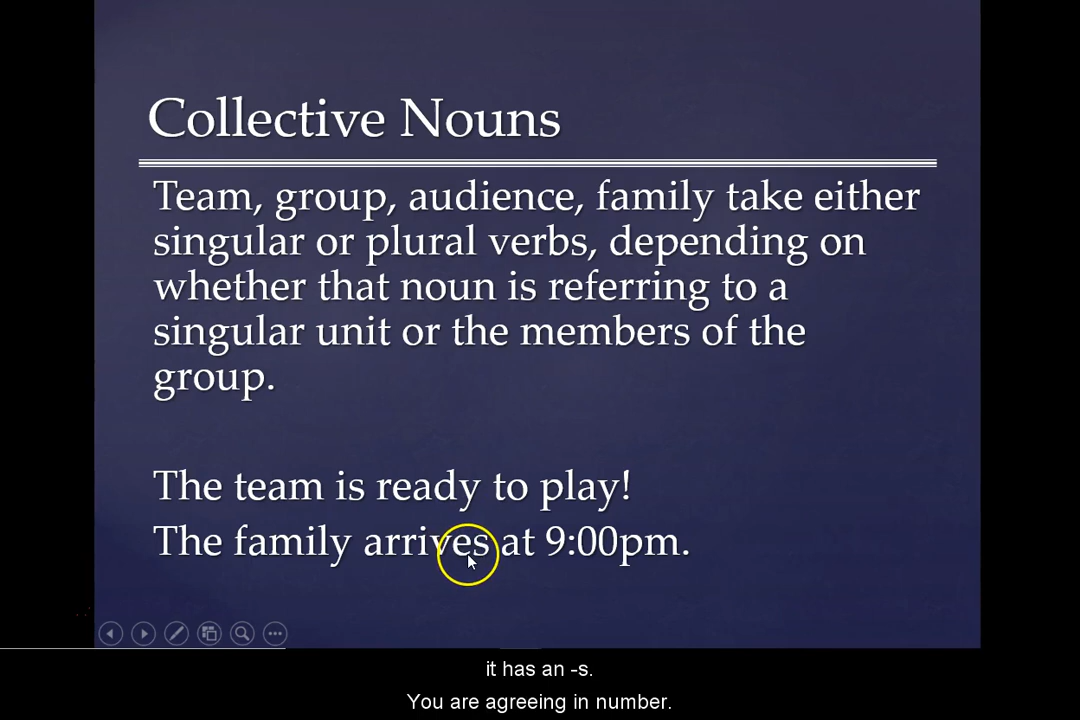 Collective Nouns
Team, group, audience, family take either
singular or plural verbs, depending on
whether that noun is referring to a
singular unit or the members of the
group.
The team is ready to play!
The family arrives at 9:00pm.
it has an -s.
You are agreeing in number.